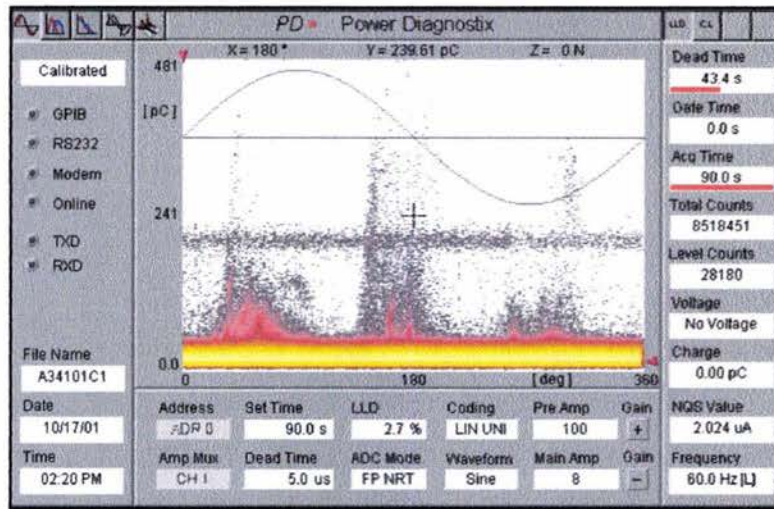 PD Power Diagnostix
LLD CL
X = 180 ° Y = 239.61 pC Z = 0 N
Calibrated
GPIB
RS232
Modem
Online
TXD
RXD
File Name
A34101C1
Date
10/17/01
Time
02:20 PM
481
[pC]
241
0.0
0 180 [deg] 360
Address Set Time LLD Coding Pre Amp Gain
ADR 0 90.0 s 2.7 % LIN UNI 100 +
Amp Mux Dead Time ADC Mode Waveform Main Amp Gain
CH 1 5.0 us FP NRT Sine 8 −
Dead Time
43.4 s
Gate Time
0.0 s
Acq Time
90.0 s
Total Counts
8518451
Level Counts
28180
Voltage
No Voltage
Charge
0.00 pC
NQS Value
2.024 uA
Frequency
60.0 Hz [L]